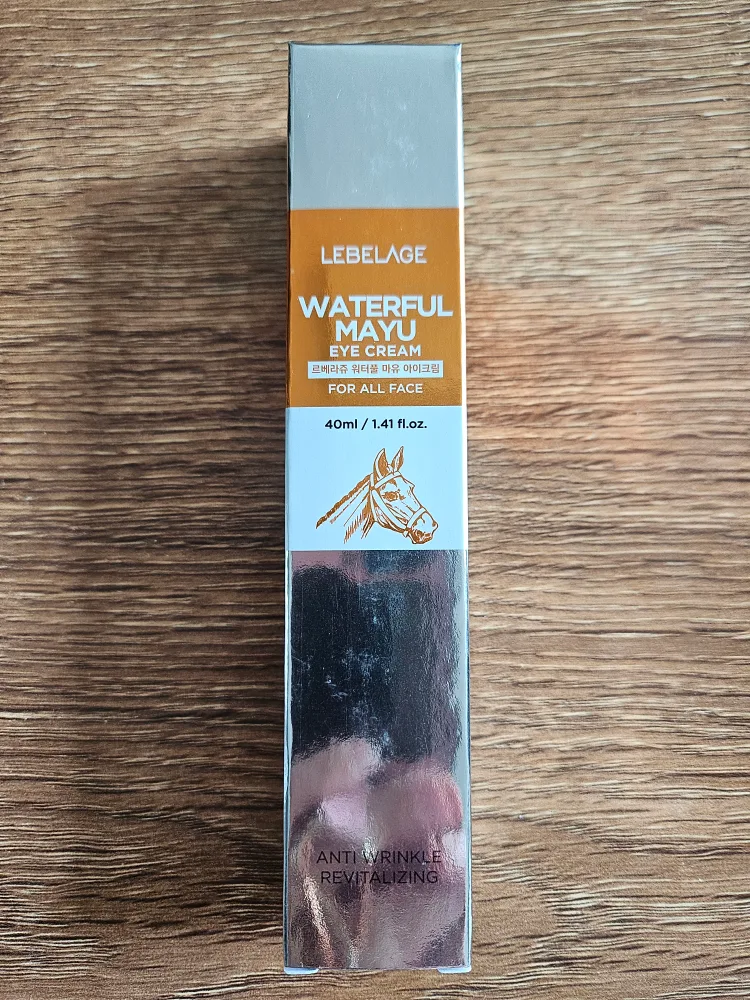 LEBELAGE
WATERFUL
MAYU
EYE CREAM
르베라쥬 워터풀 마유 아이크림
FOR ALL FACE
40ml / 1.41 fl.oz.
ANTI WRINKLE
REVITALIZING